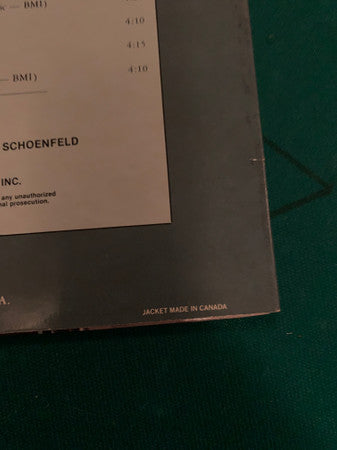 — BMI)
4:10
4:15
4:10
— BMI)
SCHOENFELD
INC.
any unauthorized
al prosecution.
A.
JACKET MADE IN CANADA